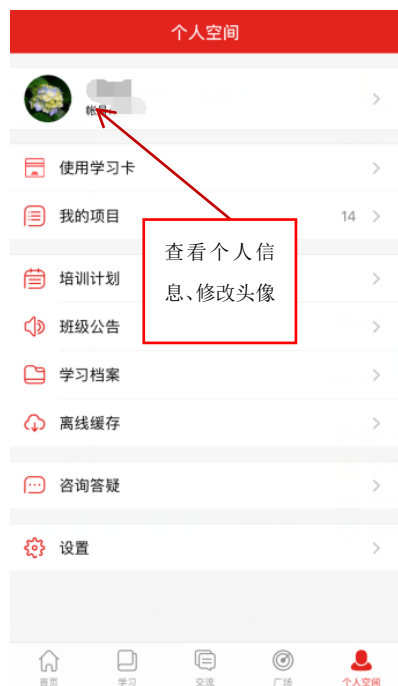 个人空间
帐号:
使用学习卡
我的项目
14
查看个人信
息、修改头像
培训计划
班级公告
学习档案
离线缓存
咨询答疑
设置
首页
学习
交流
广场
个人空间